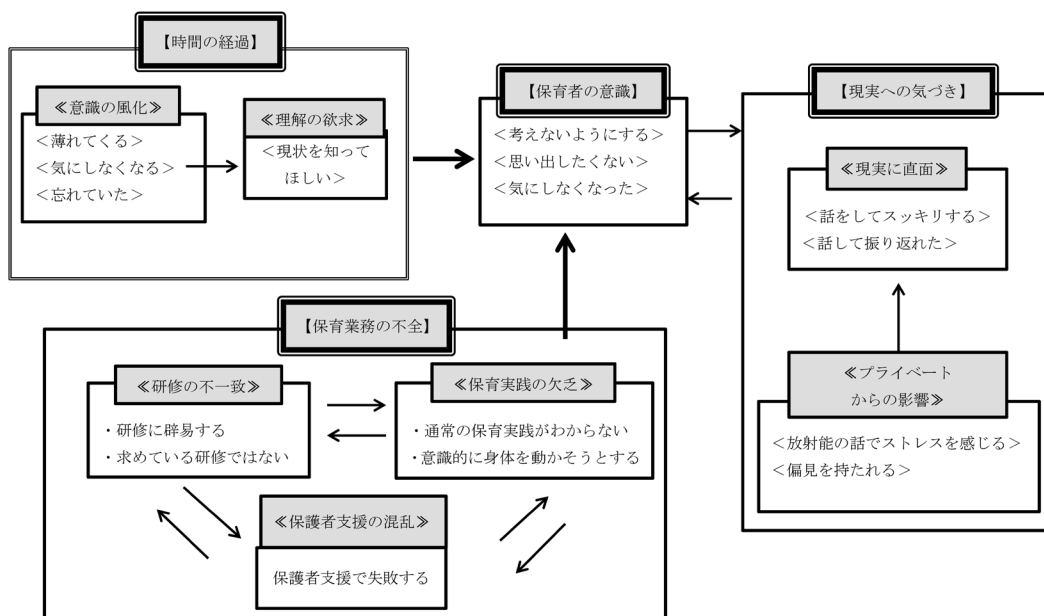 【時間の経過】
≪意識の風化≫
＜薄れてくる＞
＜気にしなくなる＞
＜忘れていた＞
≪理解の欲求≫
＜現状を知って
ほしい＞
【保育者の意識】
＜考えないようにする＞
＜思い出したくない＞
＜気にしなくなった＞
【現実への気づき】
≪現実に直面≫
＜話をしてスッキリする＞
＜話して振り返れた＞
≪プライベート
からの影響≫
＜放射能の話でストレスを感じる＞
＜偏見を持たれる＞
【保育業務の不全】
≪研修の不一致≫
・研修に辟易する
・求めている研修ではない
≪保育実践の欠乏≫
・通常の保育実践がわからない
・意識的に身体を動かそうとする
≪保護者支援の混乱≫
保護者支援で失敗する